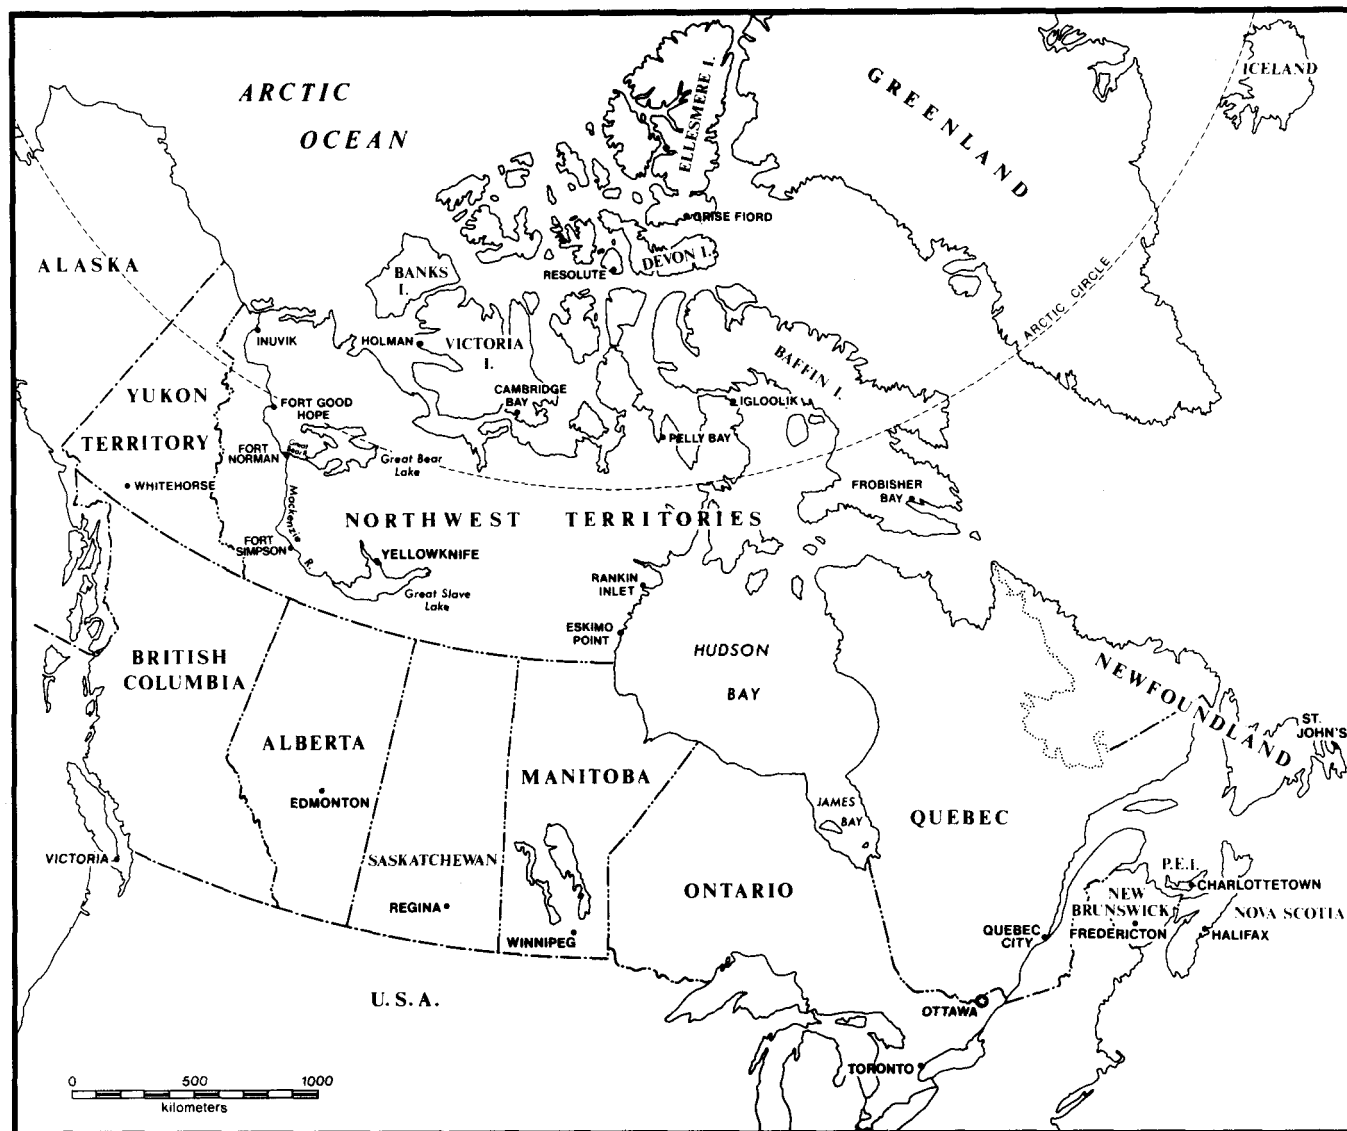 ARCTIC
OCEAN
GREENLAND
ICELAND
ELLESMERE I.
GRISE FIORD
DEVON I.
RESOLUTE
BANKS
I.
ALASKA
ARCTIC CIRCLE
INUVIK
HOLMAN
VICTORIA
I.
BAFFIN I.
CAMBRIDGE
BAY
IGLOOLIK
YUKON
TERRITORY
FORT GOOD
HOPE
FORT
NORMAN
Great
Bear R.
Great Bear
Lake
PELLY BAY
WHITEHORSE
FROBISHER
BAY
Mackenzie
R.
NORTHWEST TERRITORIES
FORT
SIMPSON
YELLOWKNIFE
Great Slave
Lake
RANKIN
INLET
ESKIMO
POINT
HUDSON
BAY
BRITISH
COLUMBIA
NEWFOUNDLAND
ST.
JOHN'S
ALBERTA
EDMONTON
MANITOBA
JAMES
BAY
QUEBEC
VICTORIA
SASKATCHEWAN
REGINA
WINNIPEG
ONTARIO
P.E.I.
CHARLOTTETOWN
NEW
BRUNSWICK
FREDERICTON
NOVA SCOTIA
HALIFAX
QUEBEC
CITY
U.S.A.
OTTAWA
TORONTO
0 500 1000
kilometers